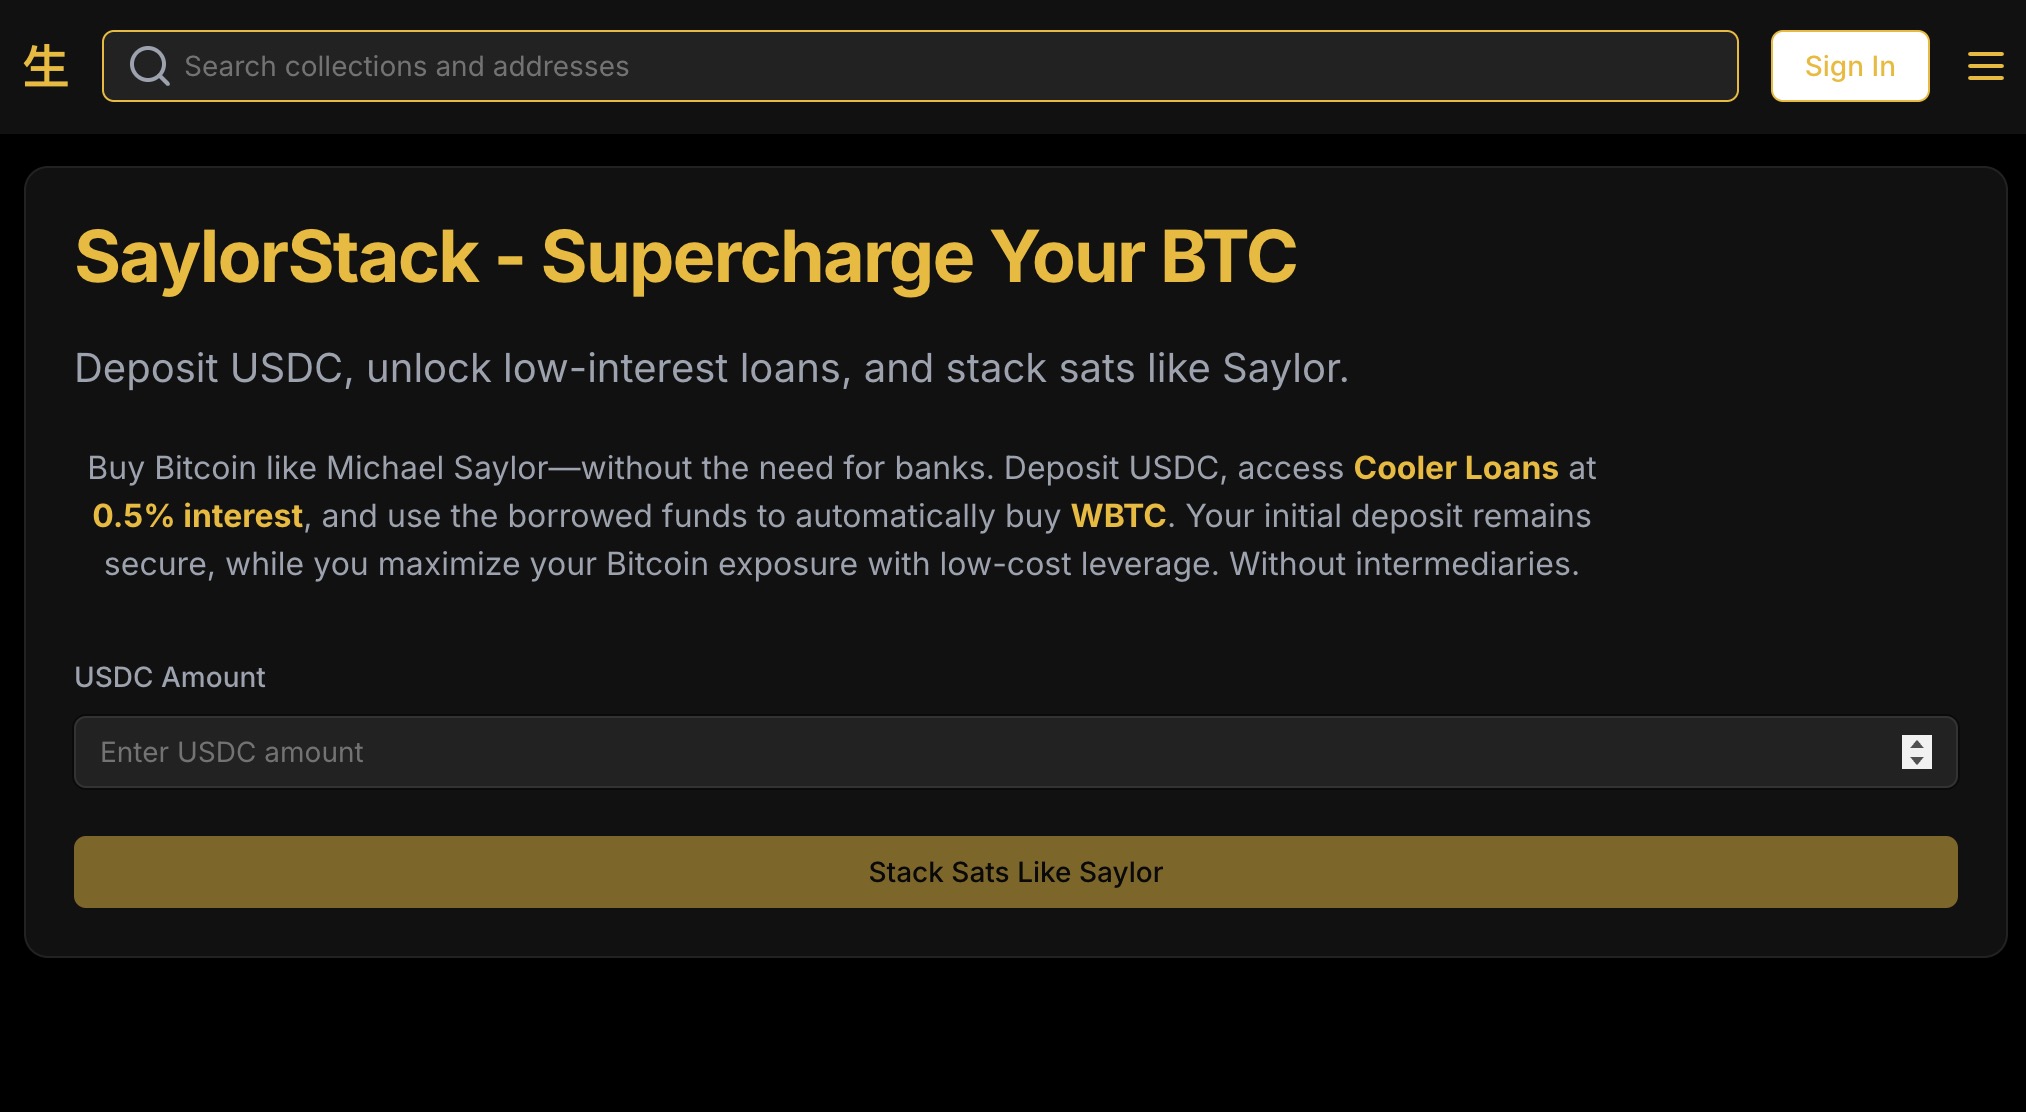 生
Search collections and addresses
Sign In
SaylorStack - Supercharge Your BTC
Deposit USDC, unlock low-interest loans, and stack sats like Saylor.
Buy Bitcoin like Michael Saylor—without the need for banks. Deposit USDC, access Cooler Loans at
0.5% interest, and use the borrowed funds to automatically buy WBTC. Your initial deposit remains
secure, while you maximize your Bitcoin exposure with low-cost leverage. Without intermediaries.
USDC Amount
Enter USDC amount
Stack Sats Like Saylor